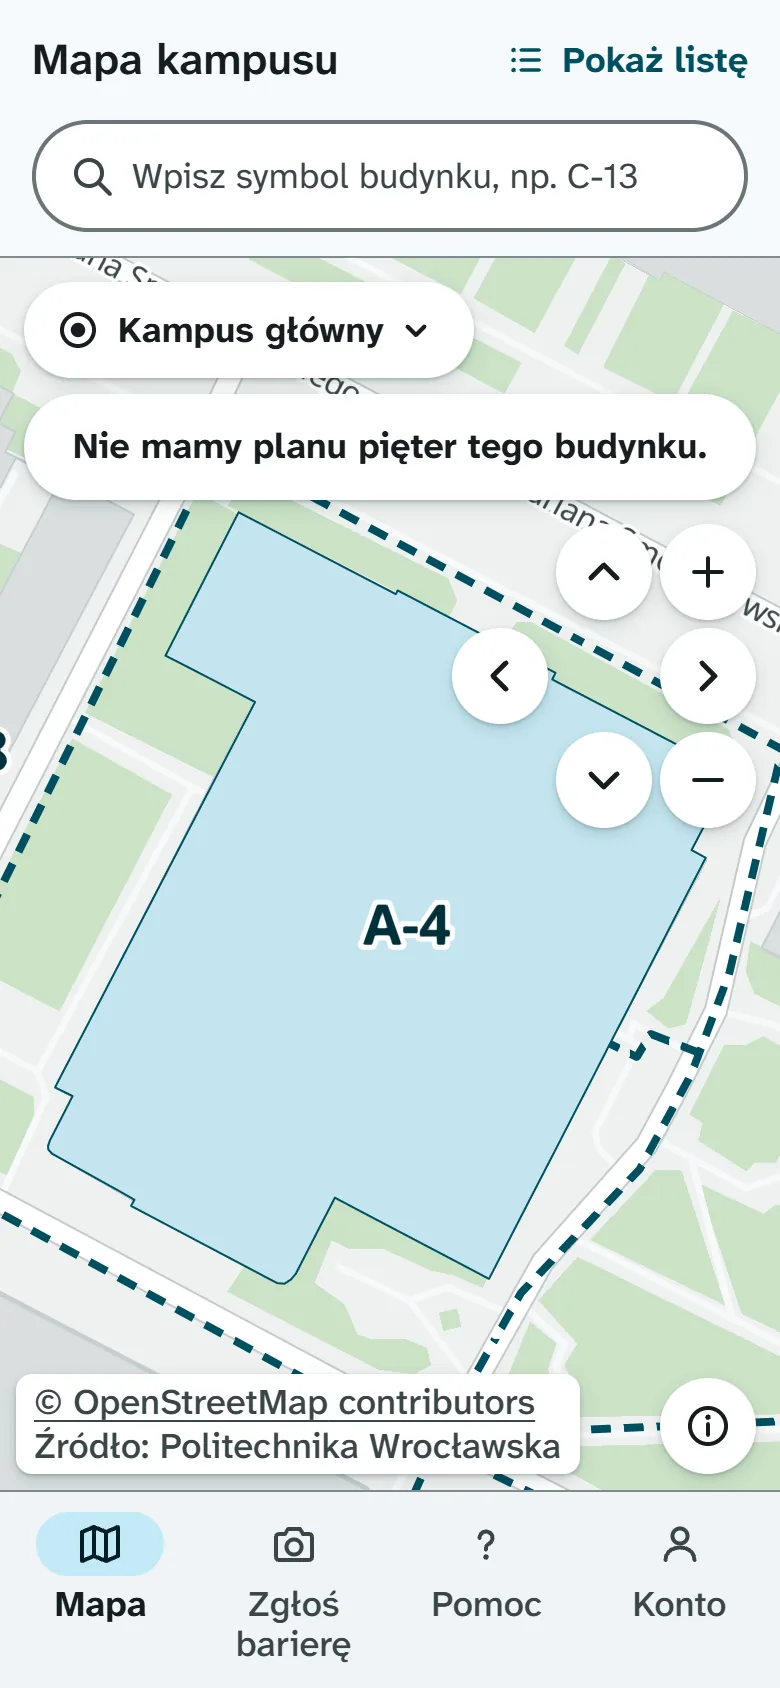 Mapa kampusu
Pokaż listę
Wpisz symbol budynku, np. C-13
Kampus główny
Nie mamy planu pięter tego budynku.
A-4
© OpenStreetMap contributors
Źródło: Politechnika Wrocławska
Mapa
Zgłoś
barierę
Pomoc
Konto